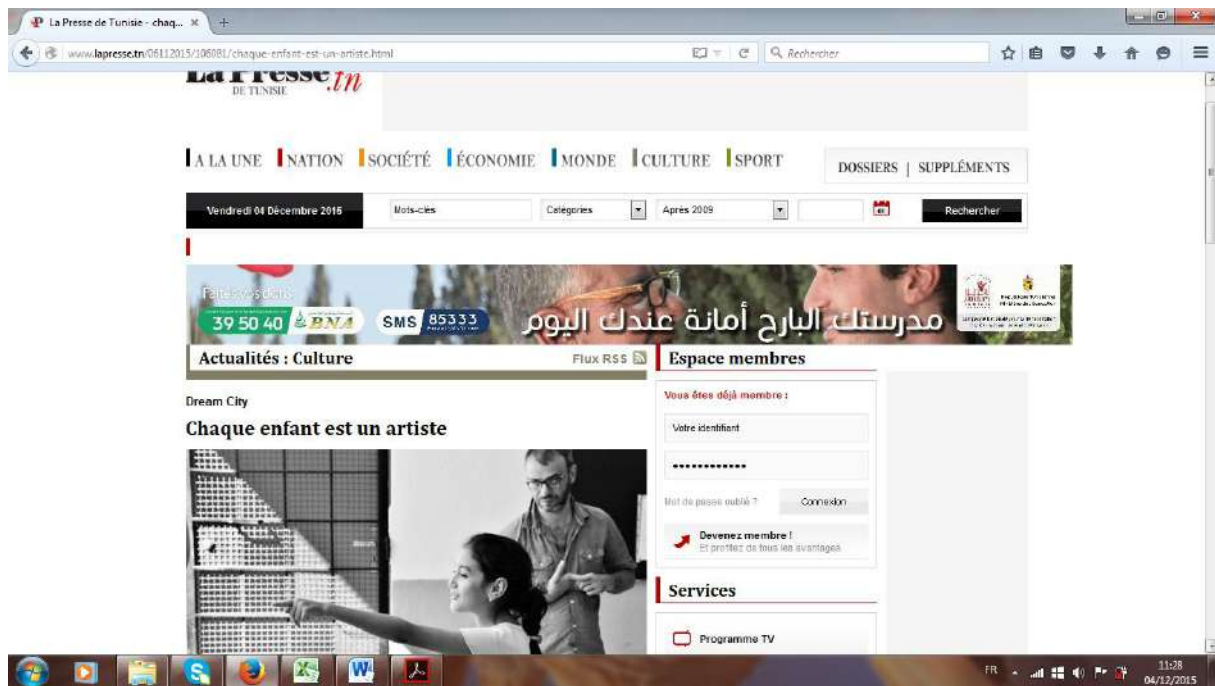 La Presse de Tunisie - chaq...
www.lapresse.tn/06112015/106081/chaque-enfant-est-un-artiste.html
Rechercher
La Presse.tn
DE TUNISIE
A LA UNE NATION SOCIÉTÉ ÉCONOMIE MONDE CULTURE SPORT
DOSSIERS | SUPPLÉMENTS
Vendredi 04 Décembre 2015 Mots-clés Catégories Après 2009 Rechercher
Faites vos dons
39 50 40 BNA SMS 85333
مدرستك البارح أمانة عندك اليوم
Actualités : Culture Flux RSS
Dream City
Chaque enfant est un artiste
Espace membres
Vous êtes déjà membre :
Votre identifiant
Mot de passe oublié ? Connexion
Devenez membre !
Et profitez de tous les avantages
Services
Programme TV
FR 11:28
04/12/2015